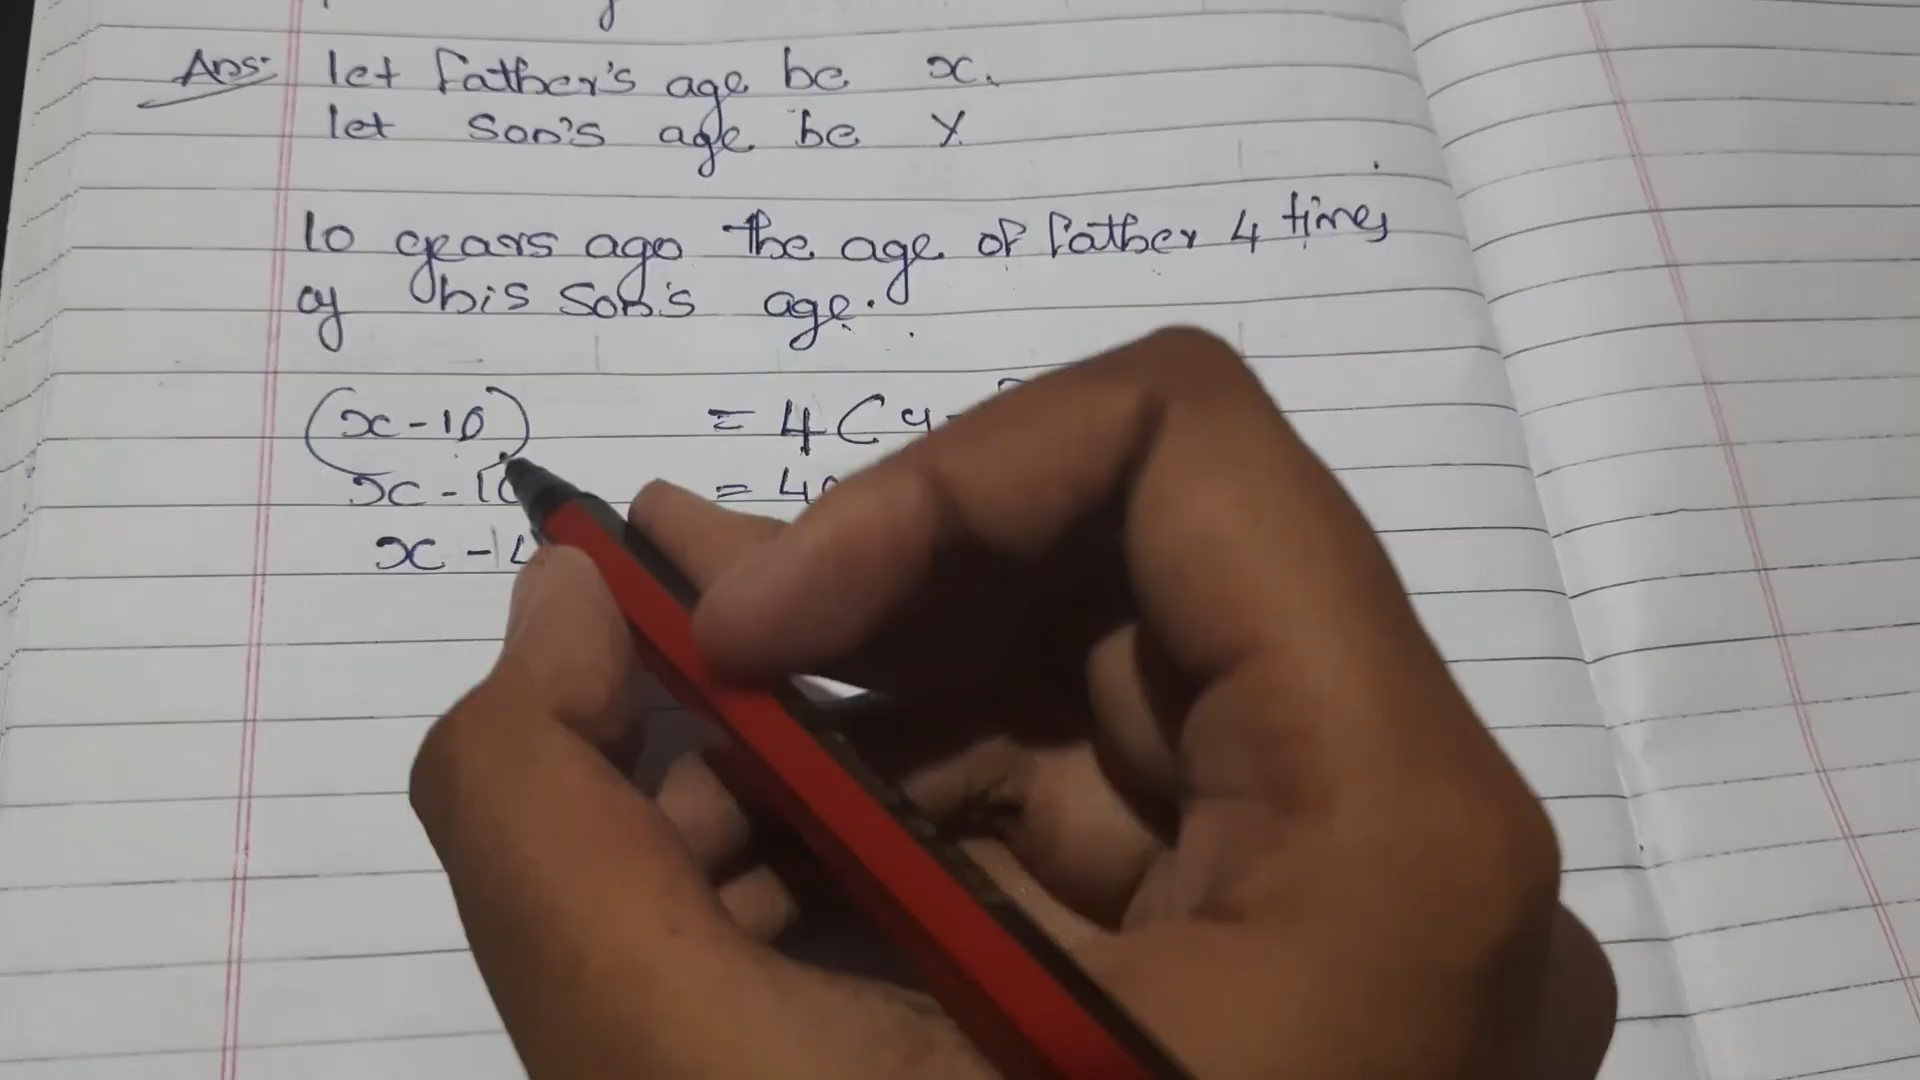 Ans: let father's age be x.
let son's age be y
10 years ago the age of father 4 times
of his son's age.
(x-10) = 4(y-
x-10 = 4
x-